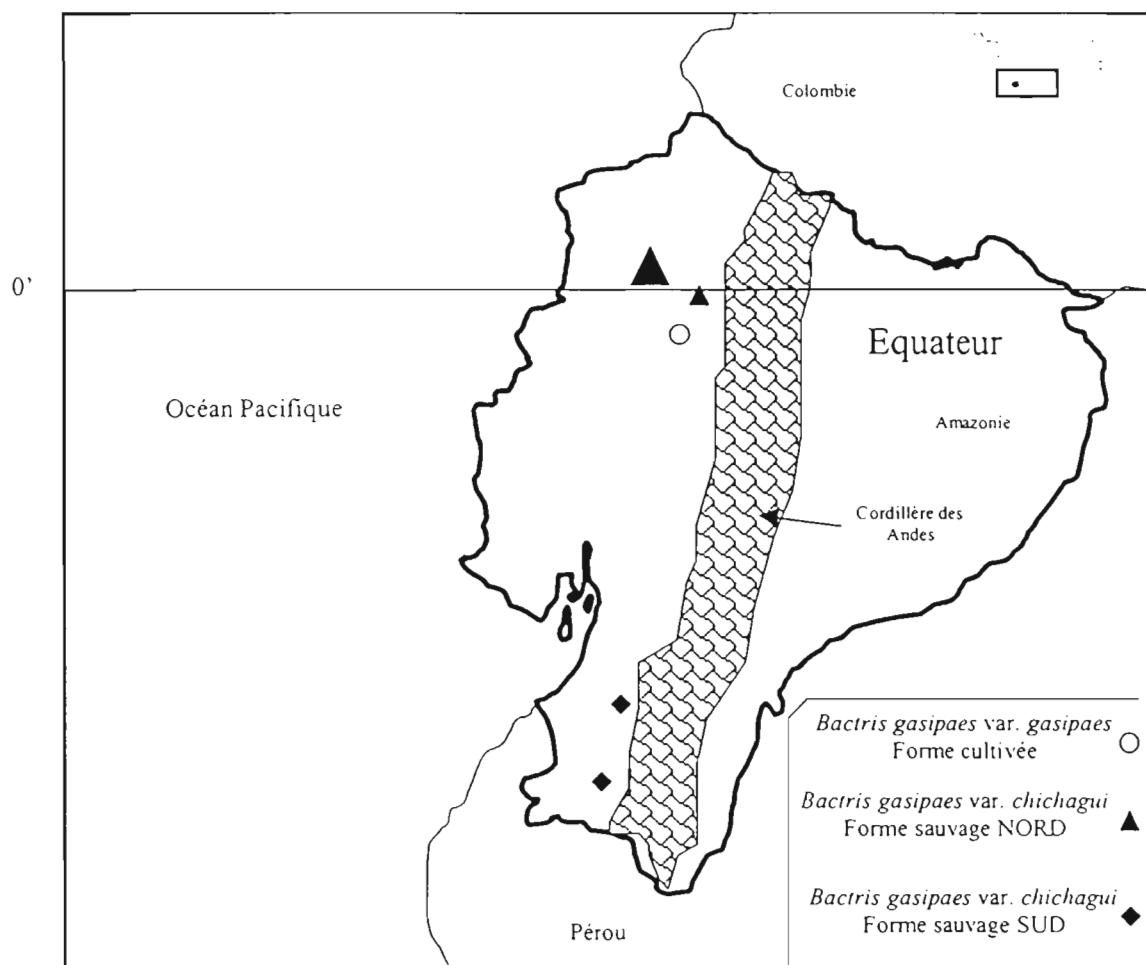 Colombie
0'
Equateur
Océan Pacifique
Amazonie
Cordillère des
Andes
Bactris gasipaes var. gasipaes
Forme cultivée
Bactris gasipaes var. chichagui
Forme sauvage NORD
Bactris gasipaes var. chichagui
Forme sauvage SUD
Pérou